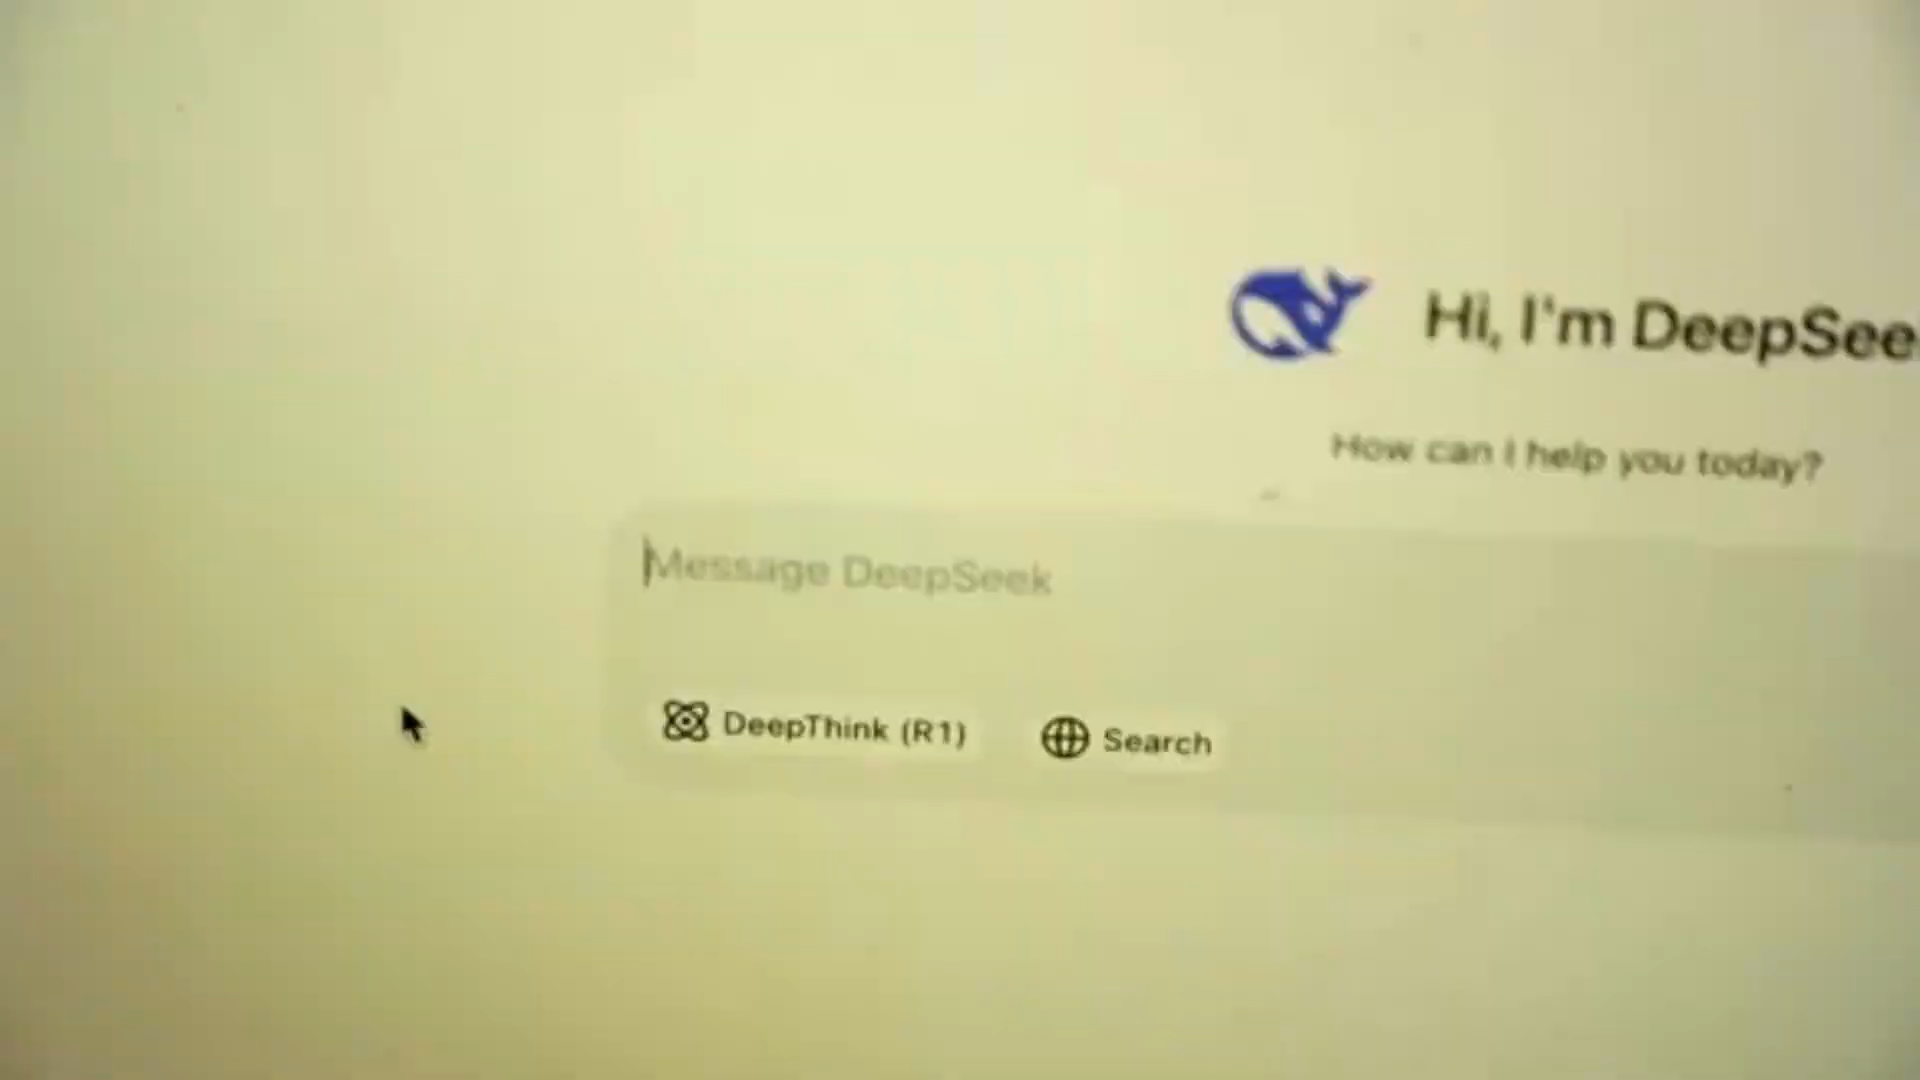 Hi, I'm DeepSee
How can I help you today?
Message DeepSeek
DeepThink (R1)
Search